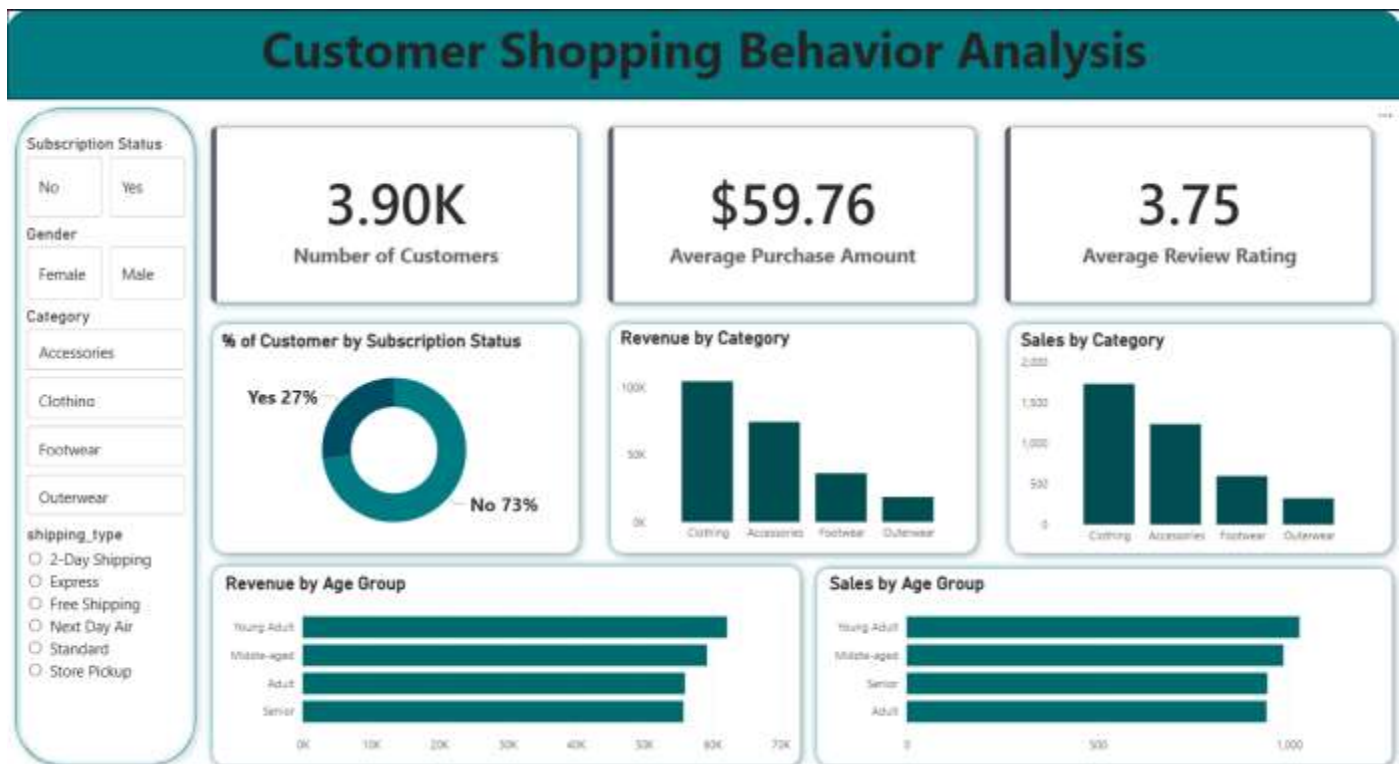 Customer Shopping Behavior Analysis
Subscription Status
No Yes
Gender
Female Male
Category
Accessories
Clothing
Footwear
Outerwear
shipping_type
2-Day Shipping
Express
Free Shipping
Next Day Air
Standard
Store Pickup
3.90K
Number of Customers
$59.76
Average Purchase Amount
3.75
Average Review Rating
% of Customer by Subscription Status
Yes 27%
No 73%
Revenue by Category
100K
50K
0K
Clothing Accessories Footwear Outerwear
Sales by Category
2,000
1,500
1,000
500
0
Clothing Accessories Footwear Outerwear
Revenue by Age Group
Young Adult
Middle-aged
Adult
Senior
0K 10K 20K 30K 40K 50K 60K 70K
Sales by Age Group
Young Adult
Middle-aged
Senior
Adult
0 500 1,000